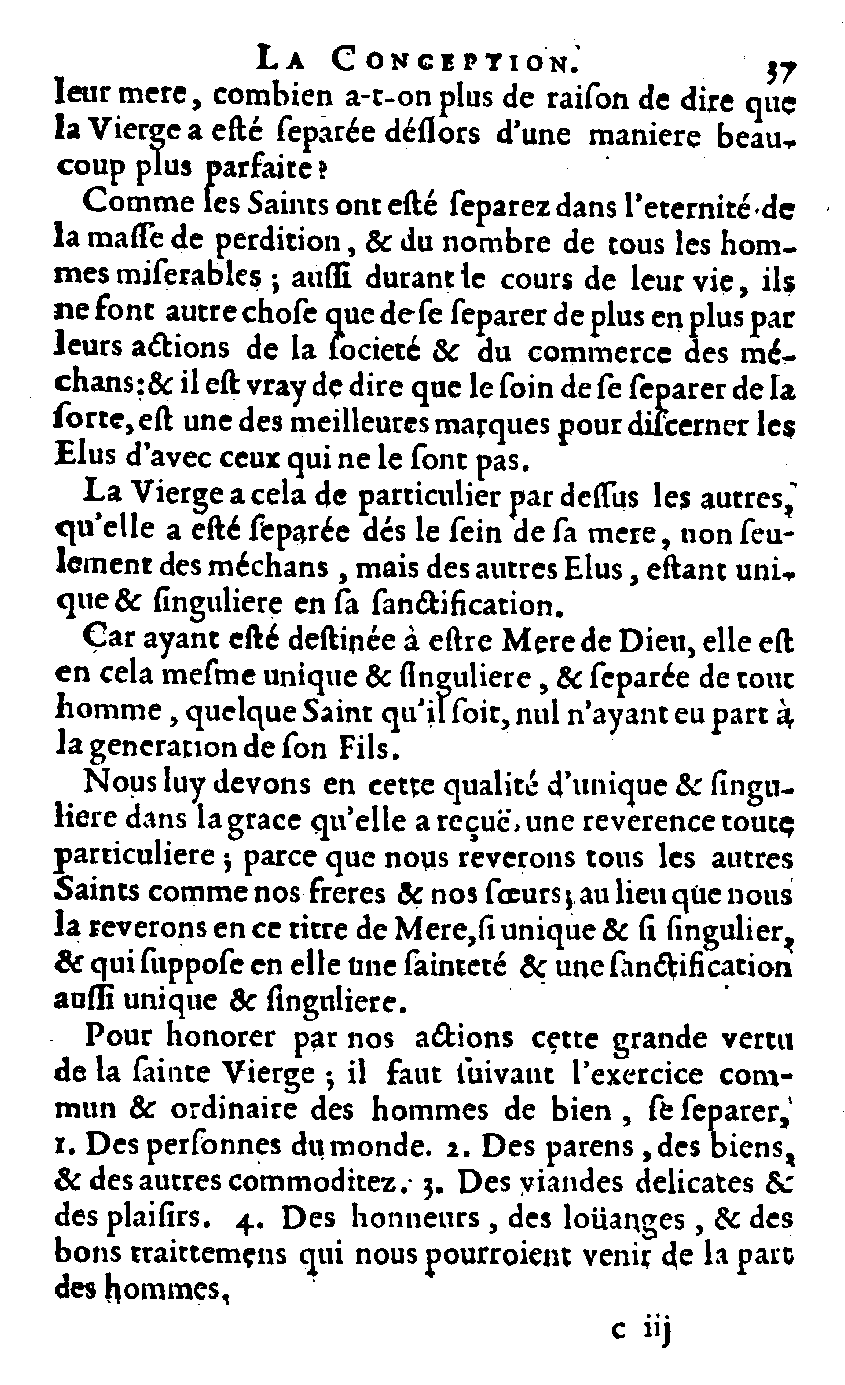 LA CONCEPTION. 37
leur mere, combien a-t-on plus de raiſon de dire que
la Vierge a eſté ſeparée déſlors d'une maniere beau-
coup plus parfaite?
Comme les Saints ont eſté ſeparez dans l'eternité de
la maſſe de perdition, & du nombre de tous les hom-
mes miſerables; auſſi durant le cours de leur vie, ils
ne font autre choſe que de ſe ſeparer de plus en plus par
leurs actions de la ſocieté & du commerce des mé-
chans: & il eſt vray de dire que le ſoin de ſe ſeparer de la
ſorte, eſt une des meilleures marques pour diſcerner les
Elus d'avec ceux qui ne le ſont pas.
La Vierge a cela de particulier par deſſus les autres,
qu'elle a eſté ſeparée dés le ſein de ſa mere, non ſeu-
lement des méchans, mais des autres Elus, eſtant uni-
que & ſinguliere en ſa ſanctification.
Car ayant eſté deſtinée à eſtre Mere de Dieu, elle eſt
en cela meſme unique & ſinguliere, & ſeparée de tout
homme, quelque Saint qu'il ſoit, nul n'ayant eu part à
la generation de ſon Fils.
Nous luy devons en cette qualité d'unique & ſingu-
liere dans la grace qu'elle a reçuë, une reverence toute
particuliere; parce que nous reverons tous les autres
Saints comme nos freres & nos ſœurs; au lieu que nous
la reverons en ce titre de Mere, ſi unique & ſi ſingulier,
& qui ſuppoſe en elle une ſainteté & une ſanctification
auſſi unique & ſinguliere.
Pour honorer par nos actions cette grande vertu
de la ſainte Vierge; il faut ſuivant l'exercice com-
mun & ordinaire des hommes de bien, ſe ſeparer,
1. Des perſonnes du monde. 2. Des parens, des biens,
& des autres commoditez. 3. Des viandes delicates &
des plaiſirs. 4. Des honneurs, des loüanges, & des
bons traittemens qui nous pourroient venir de la part
des hommes,
c iij